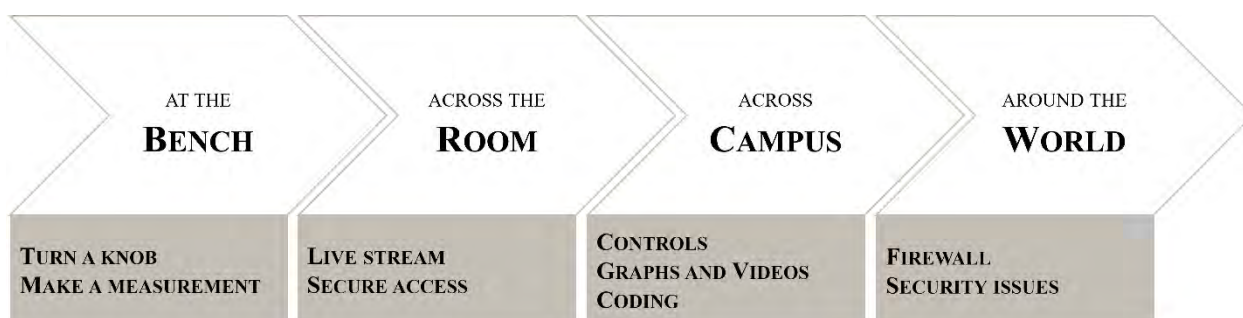 AT THE
BENCH
ACROSS THE
ROOM
ACROSS
CAMPUS
AROUND THE
WORLD
TURN A KNOB
MAKE A MEASUREMENT
LIVE STREAM
SECURE ACCESS
CONTROLS
GRAPHS AND VIDEOS
CODING
FIREWALL
SECURITY ISSUES